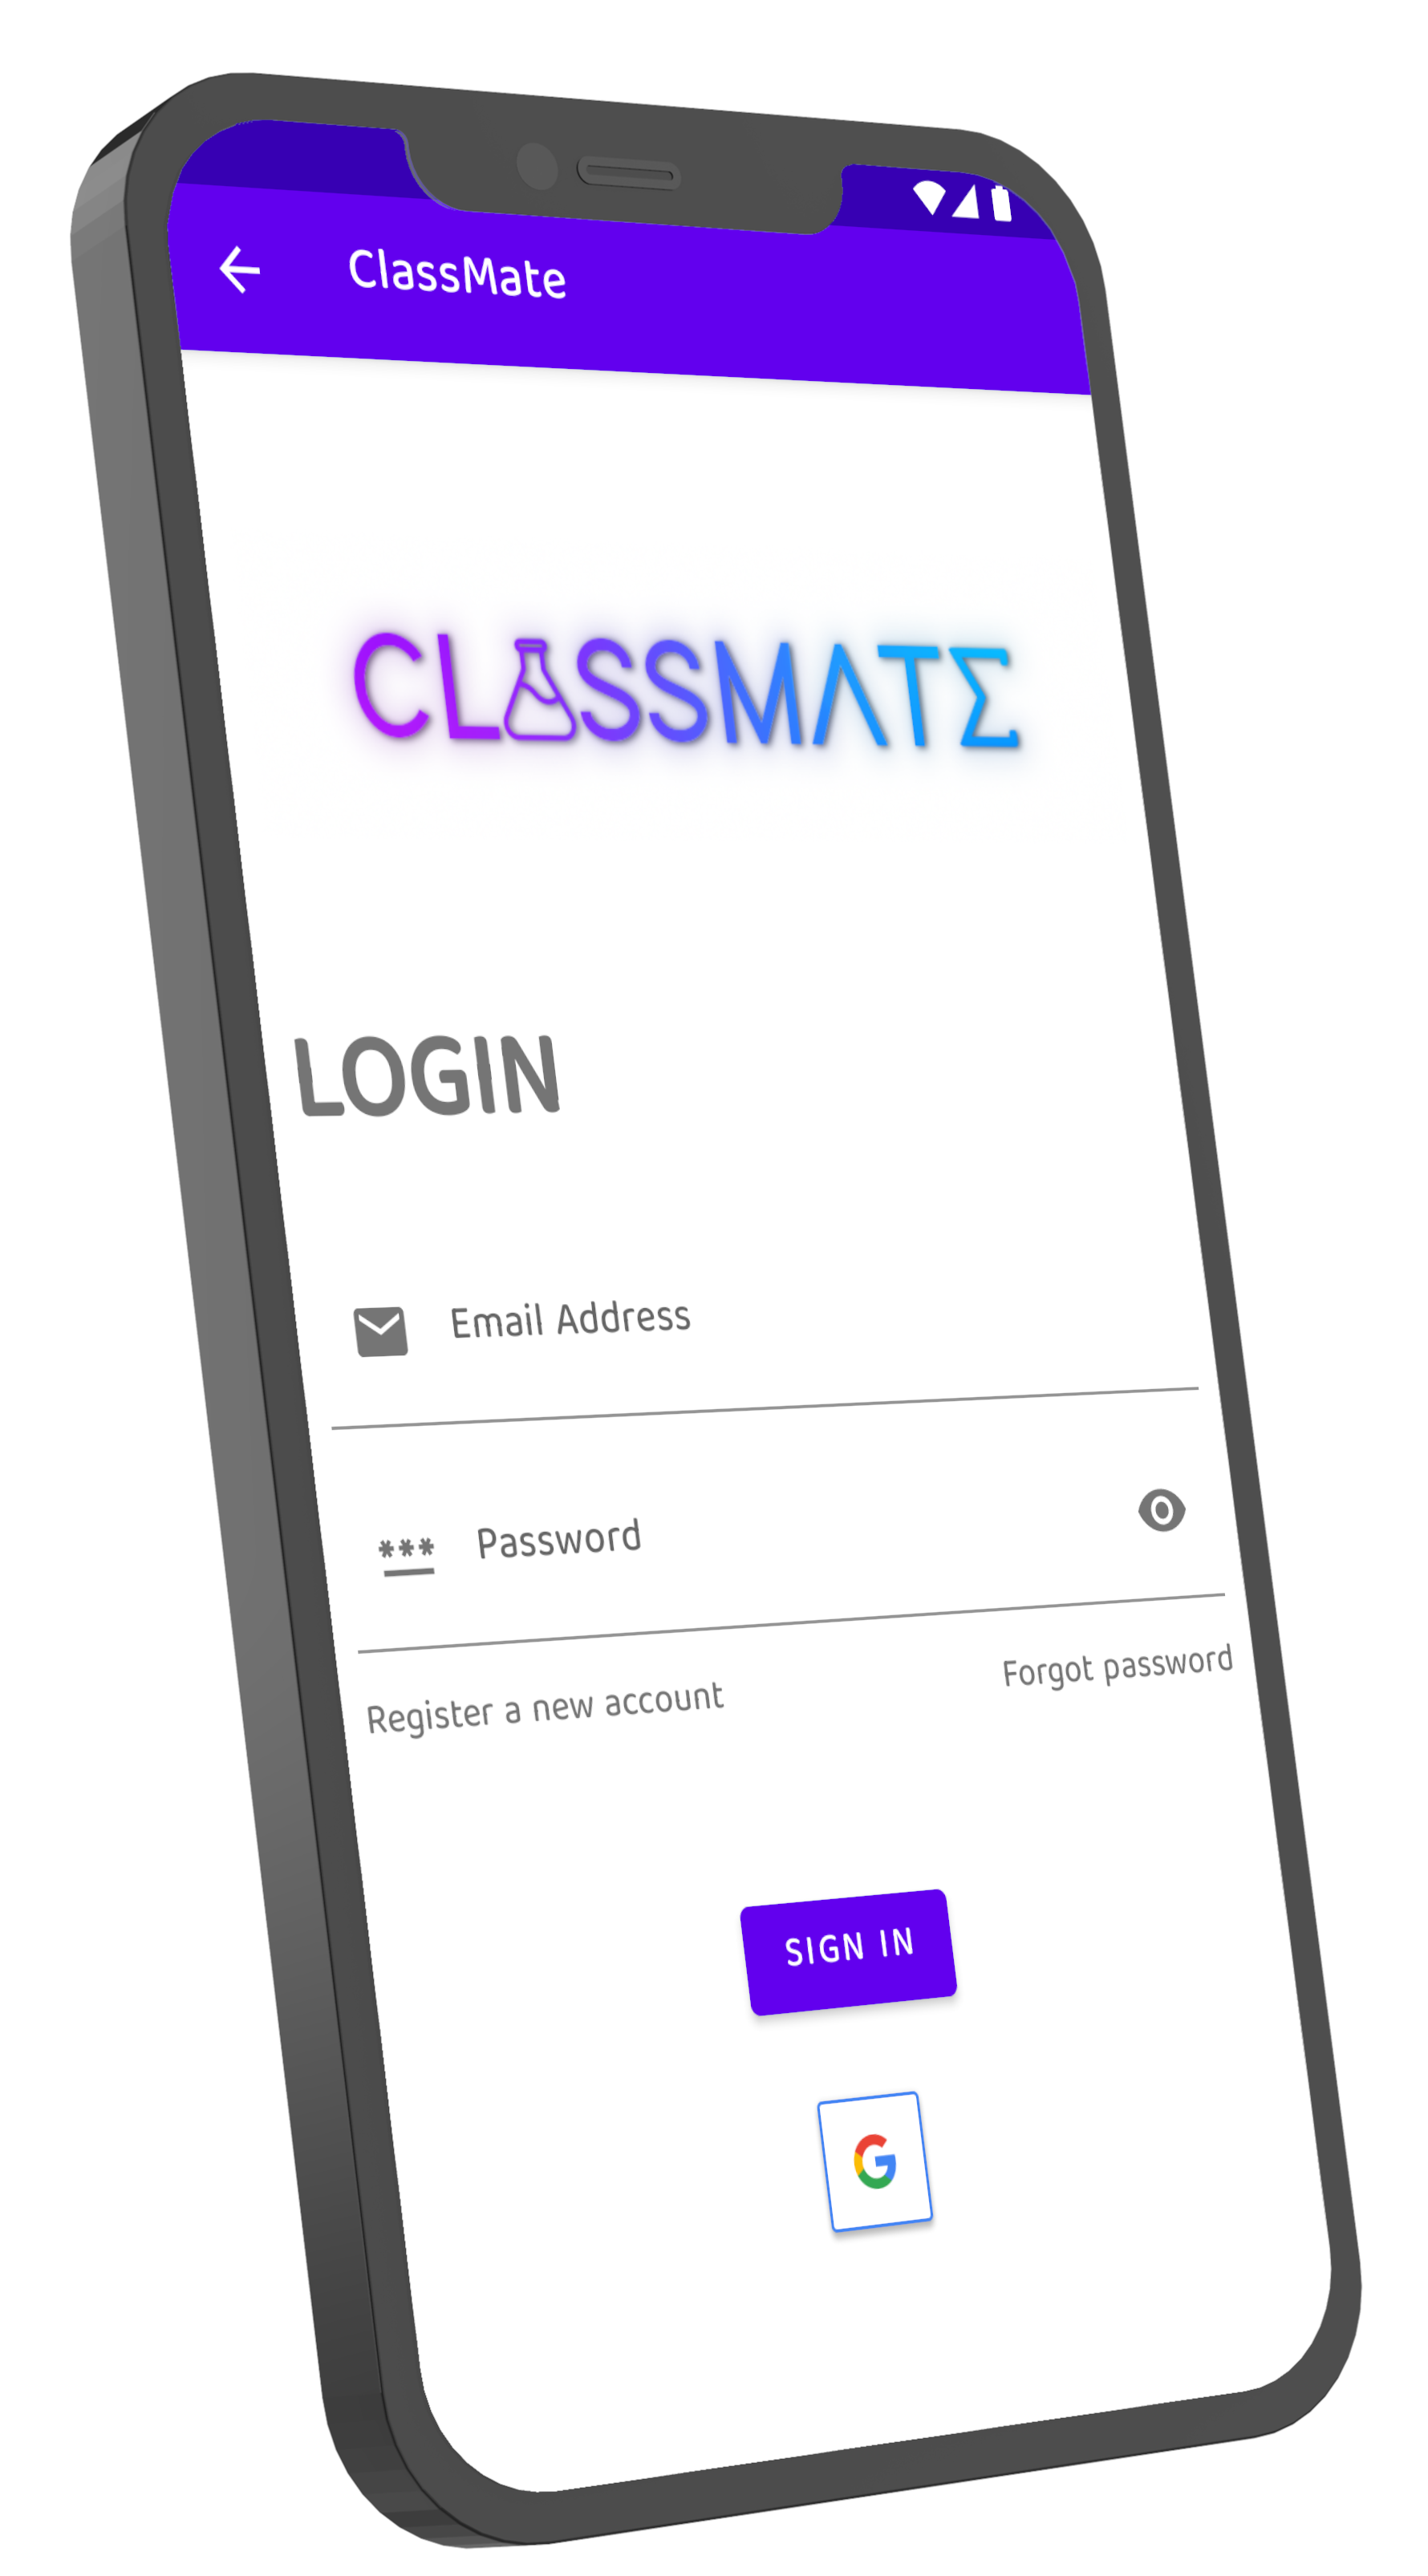 ClassMate
CLASSMATE
LOGIN
Email Address
*** Password
Forgot password
Register a new account
SIGN IN
G